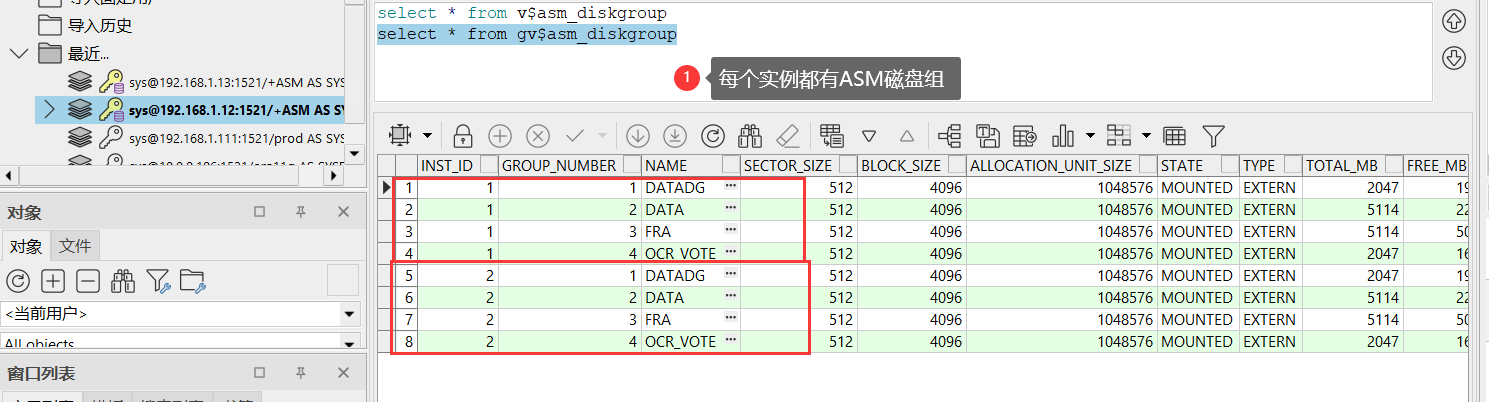 导入历史
最近...
sys@192.168.1.13:1521/+ASM AS SYS
sys@192.168.1.12:1521/+ASM AS SY
sys@192.168.1.111:1521/prod AS SYS
对象
对象 文件
<当前用户>
All objects
窗口列表
select * from v$asm_diskgroup
select * from gv$asm_diskgroup
1 每个实例都有ASM磁盘组
INST_ID GROUP_NUMBER NAME SECTOR_SIZE BLOCK_SIZE ALLOCATION_UNIT_SIZE STATE TYPE TOTAL_MB FREE_MB
1 1 1 DATADG ... 512 4096 1048576 MOUNTED EXTERN 2047 19
2 1 2 DATA ... 512 4096 1048576 MOUNTED EXTERN 5114 22
3 1 3 FRA ... 512 4096 1048576 MOUNTED EXTERN 5114 50
4 1 4 OCR_VOTE ... 512 4096 1048576 MOUNTED EXTERN 2047 16
5 2 1 DATADG ... 512 4096 1048576 MOUNTED EXTERN 2047 19
6 2 2 DATA ... 512 4096 1048576 MOUNTED EXTERN 5114 22
7 2 3 FRA ... 512 4096 1048576 MOUNTED EXTERN 5114 50
8 2 4 OCR_VOTE ... 512 4096 1048576 MOUNTED EXTERN 2047 16